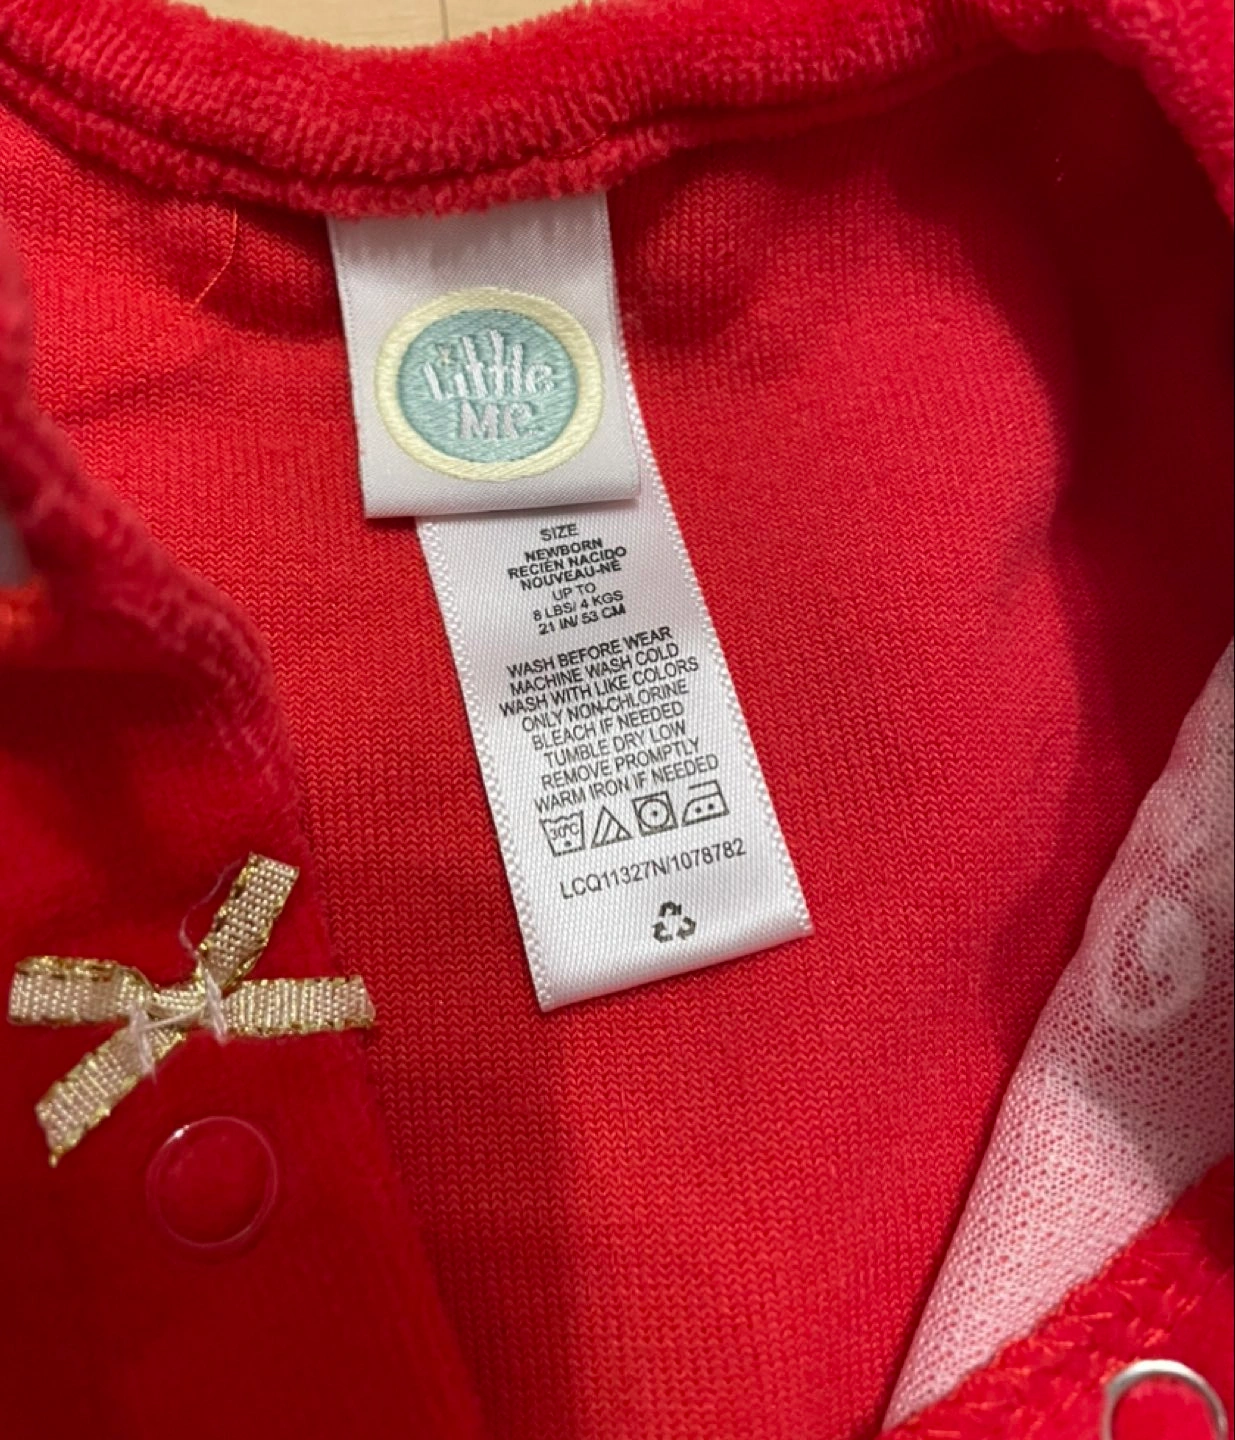 Little
Me
SIZE
NEWBORN
RECIÉN NACIDO
NOUVEAU-NÉ
UP TO
8 LBS/ 4 KGS
21 IN/ 53 CM
WASH BEFORE WEAR
MACHINE WASH COLD
WASH WITH LIKE COLORS
ONLY NON-CHLORINE
BLEACH IF NEEDED
TUMBLE DRY LOW
REMOVE PROMPTLY
WARM IRON IF NEEDED
30°C
LCQ11327N/1078782